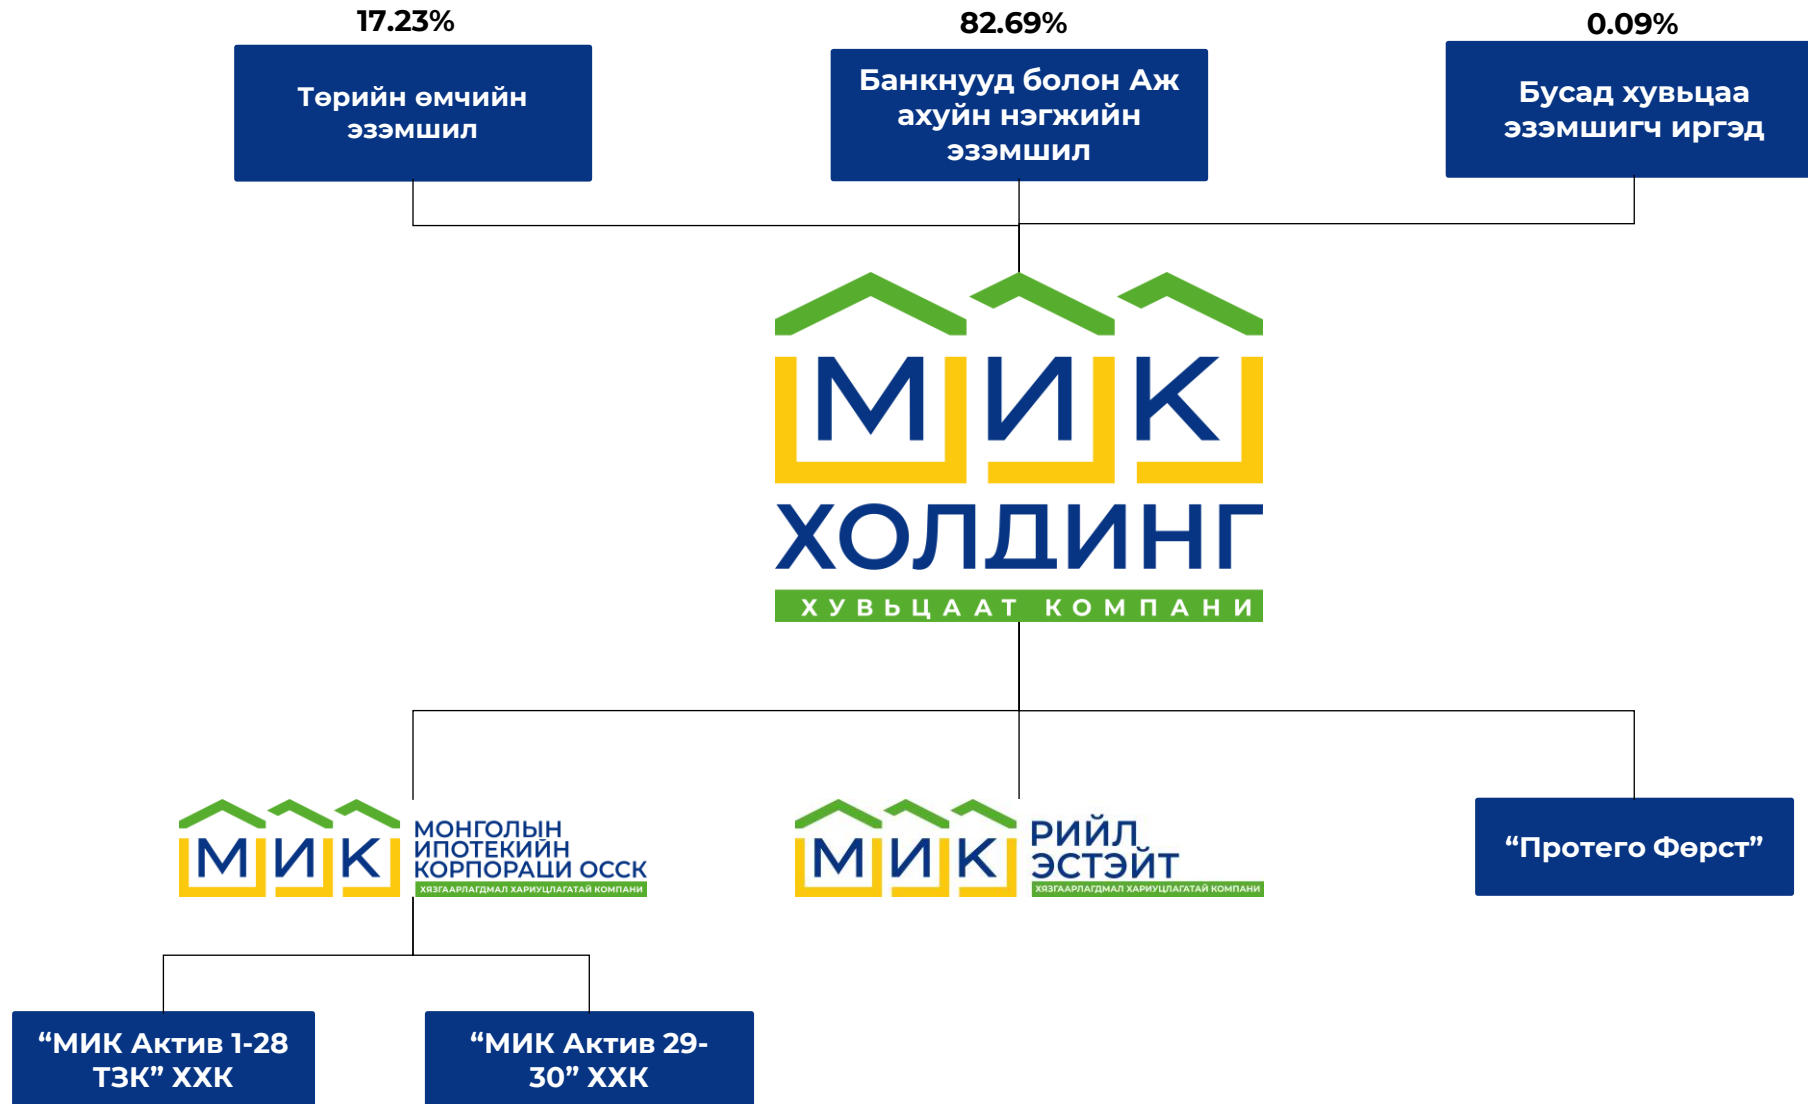 17.23%
Төрийн өмчийн
эзэмшил
82.69%
Банкнууд болон Аж
ахуйн нэгжийн
эзэмшил
0.09%
Бусад хувьцаа
эзэмшигч иргэд
МИК
ХОЛДИНГ
ХУВЬЦААТ КОМПАНИ
МИК
МОНГОЛЫН
ИПОТЕКИЙН
КОРПОРАЦИ ОССК
ХЯЗГААРЛАГДМАЛ ХАРИУЦЛАГАТАЙ КОМПАНИ
МИК
РИЙЛ
ЭСТЭЙТ
ХЯЗГААРЛАГДМАЛ ХАРИУЦЛАГАТАЙ КОМПАНИ
“Протего Фөрст”
“МИК Актив 1-28
ТЗК” ХХК
“МИК Актив 29-
30” ХХК